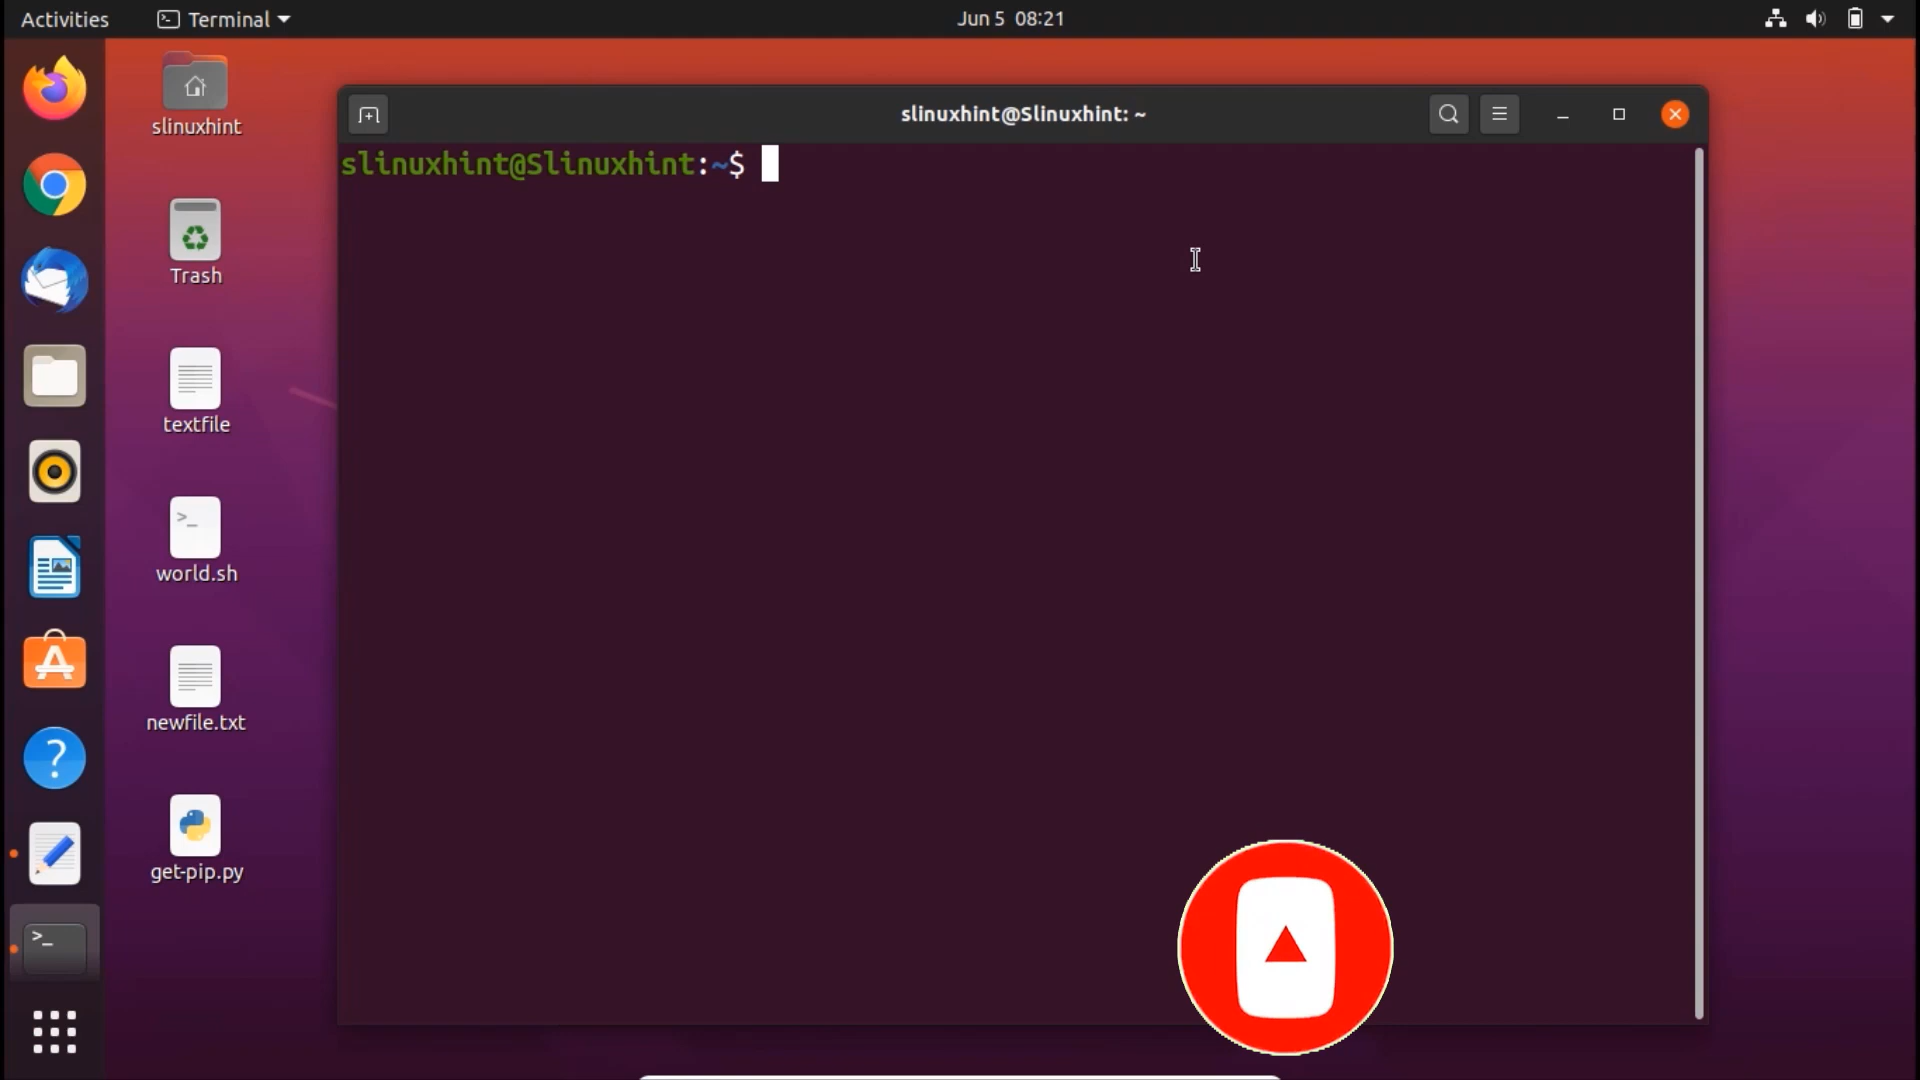 Activities
Terminal
Jun 5 08:21
slinuxhint
Trash
textfile
world.sh
newfile.txt
get-pip.py
slinuxhint@Slinuxhint: ~
slinuxhint@Slinuxhint:~$